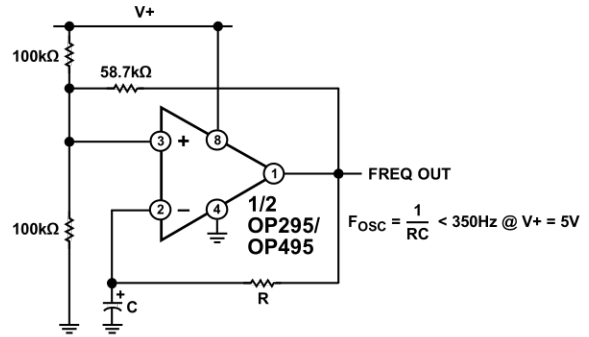 V+
100kΩ
58.7kΩ
3
+
8
1
FREQ OUT
2
−
4
1/2
OP295/
OP495
FOSC = 1/RC < 350Hz @ V+ = 5V
100kΩ
R
+
C